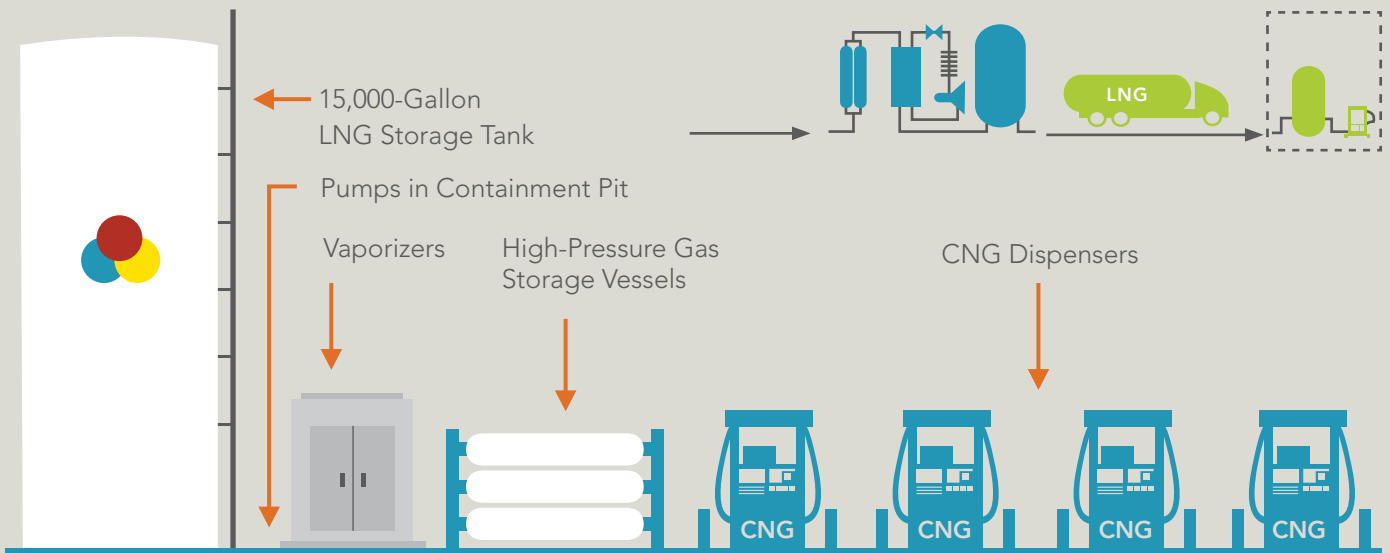 15,000-Gallon
LNG Storage Tank
LNG
Pumps in Containment Pit
Vaporizers
High-Pressure Gas
Storage Vessels
CNG Dispensers
CNG
CNG
CNG
CNG